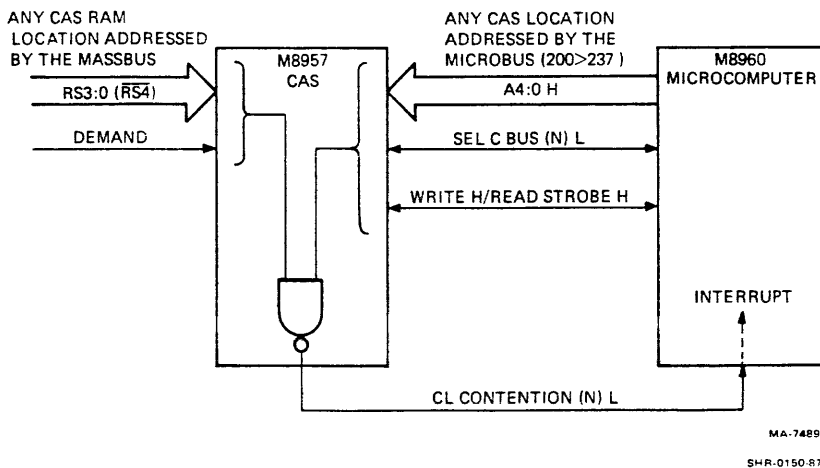 ANY CAS RAM
LOCATION ADDRESSED
BY THE MASSBUS
RS3:0 (R̅S̅4̅)
DEMAND
M8957
CAS
ANY CAS LOCATION
ADDRESSED BY THE
MICROBUS (200>237 )
A4:0 H
SEL C BUS (N) L
WRITE H/READ STROBE H
M8960
MICROCOMPUTER
INTERRUPT
CL CONTENTION (N) L
MA-7489
SHR-0150-87